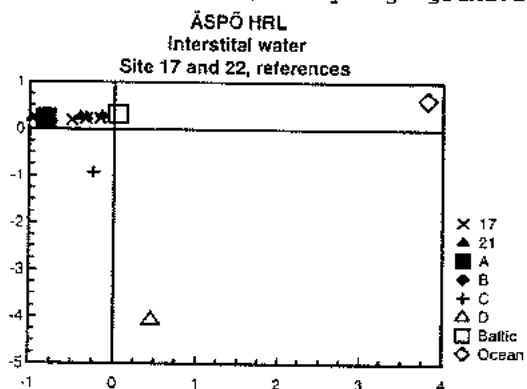 ÄSPÖ HRL
Interstital water
Site 17 and 22, references
1
0
-1
-2
-3
-4
-5
-1 0 1 2 3 4
17
21
A
B
C
D
Baltic
Ocean